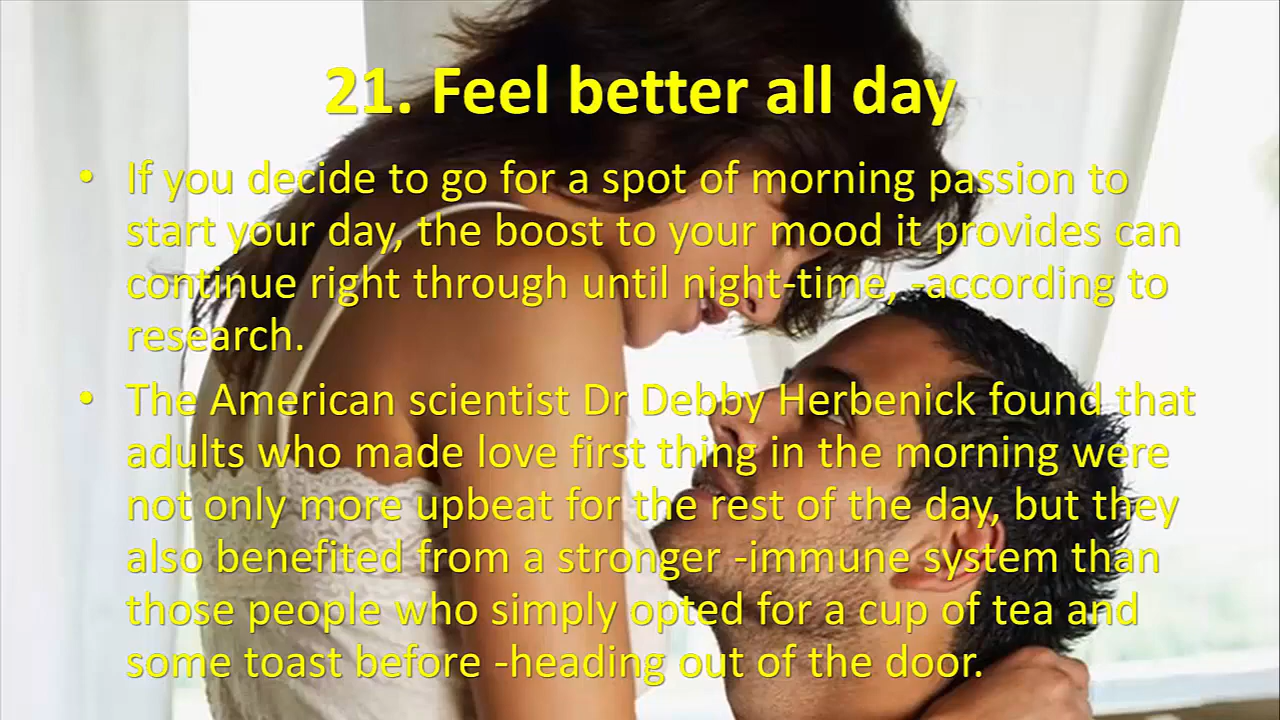 21. Feel better all day
• If you decide to go for a spot of morning passion to
start your day, the boost to your mood it provides can
continue right through until night-time, -according to
research.
• The American scientist Dr Debby Herbenick found that
adults who made love first thing in the morning were
not only more upbeat for the rest of the day, but they
also benefited from a stronger -immune system than
those people who simply opted for a cup of tea and
some toast before -heading out of the door.